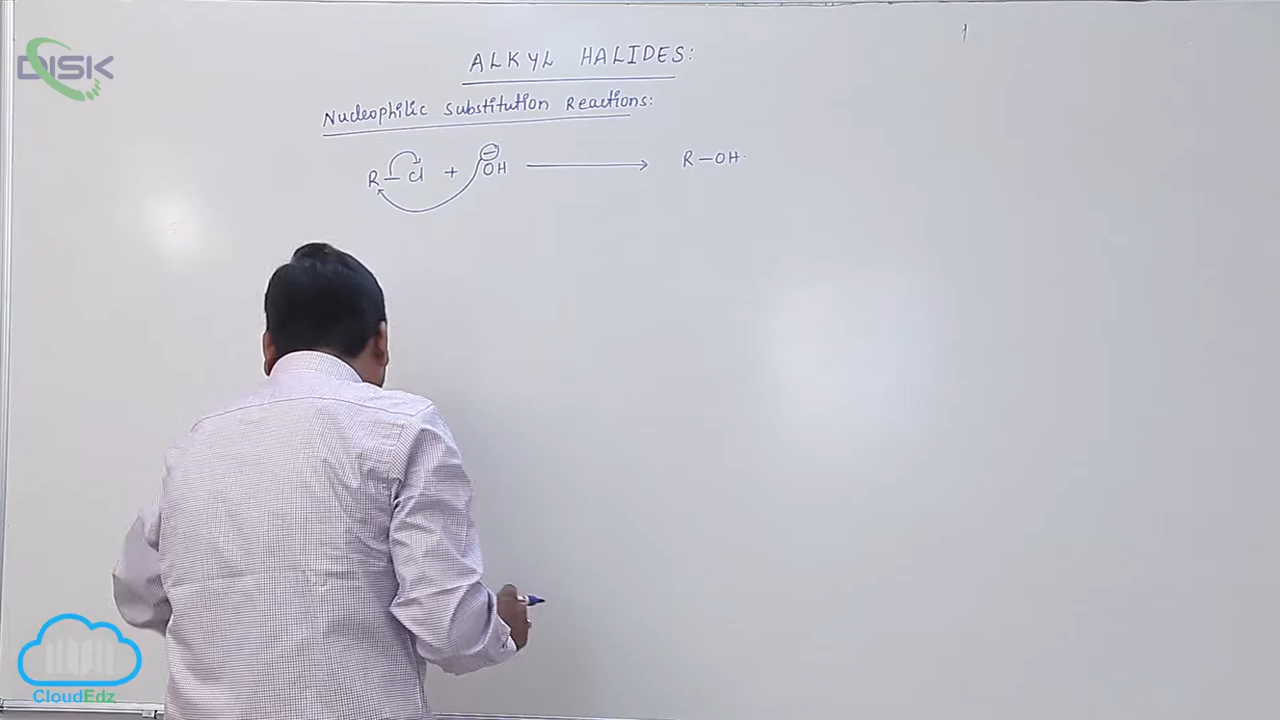 DISK
ALKYL HALIDES:
Nucleophilic Substitution Reactions:
R—Cl + ⊖OH ⟶ R—OH.
CloudEdz